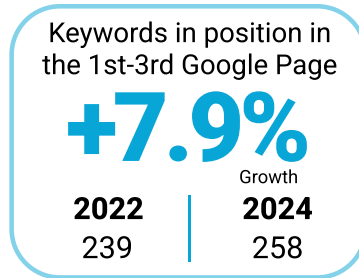 Keywords in position in
the 1st-3rd Google Page
+7.9%
Growth
2022 2024
239 258